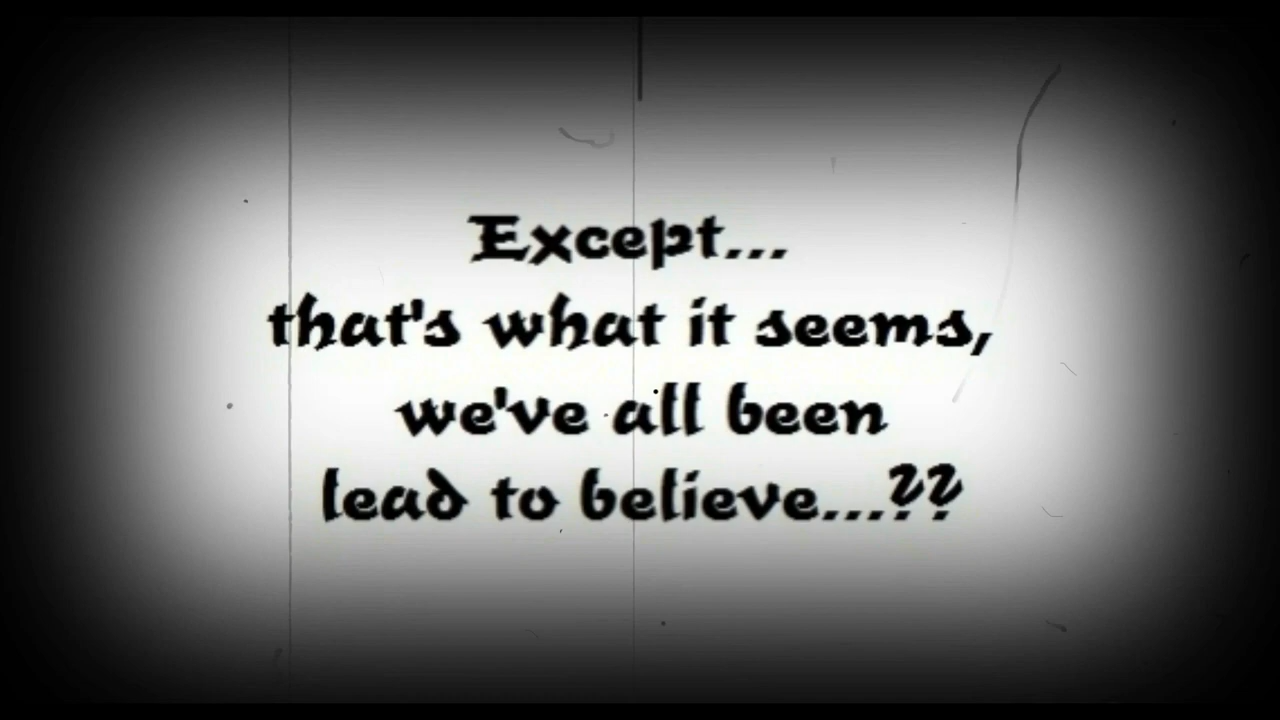 Except...
that's what it seems,
we've all been
lead to believe...??